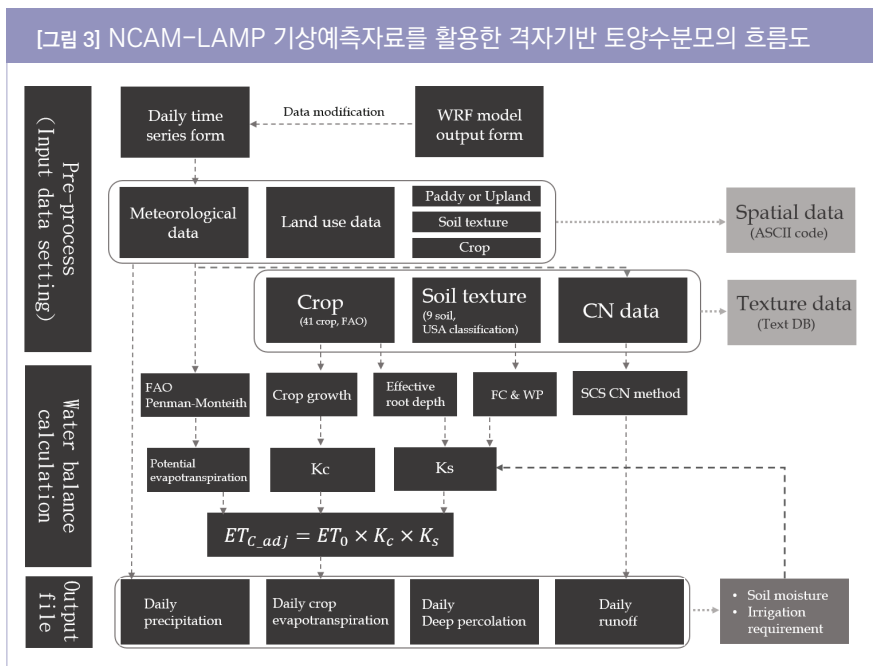 [그림 3] NCAM-LAMP 기상예측자료를 활용한 격자기반 토양수분모의 흐름도
Pre-process
(Input data setting)
Daily time
series form
Data modification
WRF model
output form
Meteorological
data
Land use data
Paddy or Upland
Soil texture
Crop
Spatial data
(ASCII code)
Crop
(41 crop, FAO)
Soil texture
(9 soil,
USA classification)
CN data
Texture data
(Text DB)
Water balance
calculation
FAO
Penman-Monteith
Crop growth
Effective
root depth
FC & WP
SCS CN method
Potential
evapotranspiration
Kc
Ks
ET_{C_adj} = ET_0 × K_c × K_s
Output
file
Daily
precipitation
Daily crop
evapotranspiration
Daily
Deep percolation
Daily
runoff
• Soil moisture
• Irrigation
requirement